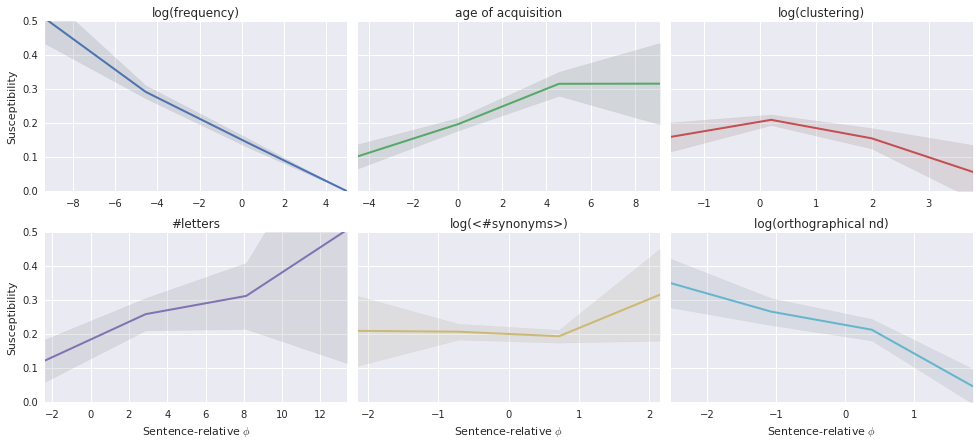 log(frequency)
age of acquisition
log(clustering)
Susceptibility
0.5
0.4
0.3
0.2
0.1
0.0
−8 −6 −4 −2 0 2 4
−4 −2 0 2 4 6 8
−1 0 1 2 3
#letters
log(<#synonyms>)
log(orthographical nd)
Susceptibility
0.5
0.4
0.3
0.2
0.1
0.0
−2 0 2 4 6 8 10 12
−2 −1 0 1 2
−2 −1 0 1
Sentence-relative ϕ
Sentence-relative ϕ
Sentence-relative ϕ